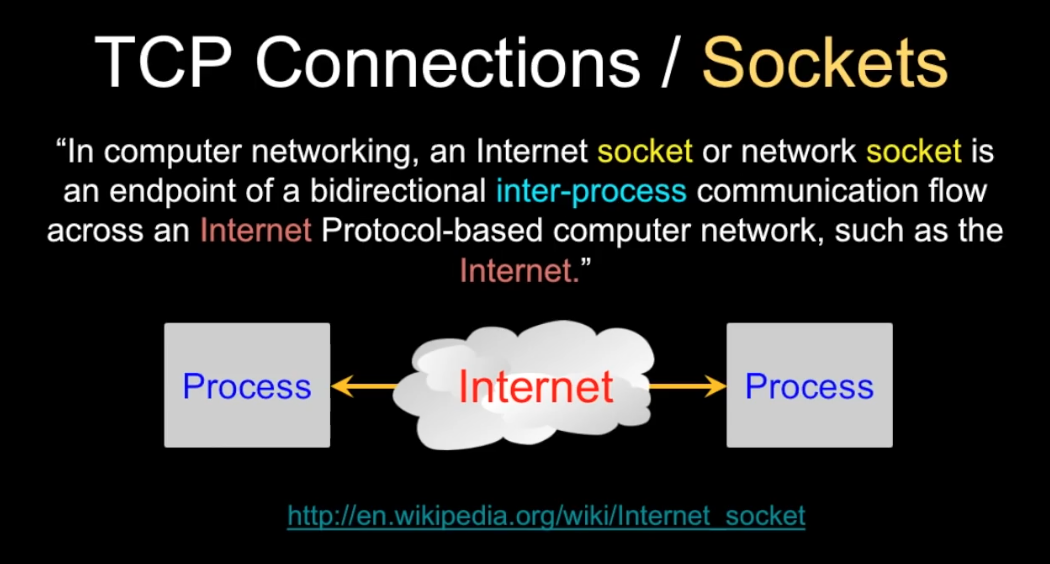 TCP Connections / Sockets
“In computer networking, an Internet socket or network socket is
an endpoint of a bidirectional inter-process communication flow
across an Internet Protocol-based computer network, such as the
Internet.”
Process
Internet
Process
http://en.wikipedia.org/wiki/Internet_socket